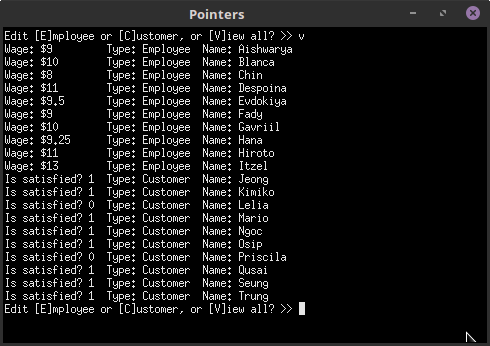 Pointers
Edit [E]mployee or [C]ustomer, or [V]iew all? >> v
Wage: $9 Type: Employee Name: Aishwarya
Wage: $10 Type: Employee Name: Blanca
Wage: $8 Type: Employee Name: Chin
Wage: $11 Type: Employee Name: Despoina
Wage: $9.5 Type: Employee Name: Evdokiya
Wage: $9 Type: Employee Name: Fady
Wage: $10 Type: Employee Name: Gavriil
Wage: $9.25 Type: Employee Name: Hana
Wage: $11 Type: Employee Name: Hiroto
Wage: $13 Type: Employee Name: Itzel
Is satisfied? 1 Type: Customer Name: Jeong
Is satisfied? 1 Type: Customer Name: Kimiko
Is satisfied? 0 Type: Customer Name: Lelia
Is satisfied? 1 Type: Customer Name: Mario
Is satisfied? 1 Type: Customer Name: Ngoc
Is satisfied? 1 Type: Customer Name: Osip
Is satisfied? 0 Type: Customer Name: Priscila
Is satisfied? 1 Type: Customer Name: Qusai
Is satisfied? 1 Type: Customer Name: Seung
Is satisfied? 1 Type: Customer Name: Trung
Edit [E]mployee or [C]ustomer, or [V]iew all? >>